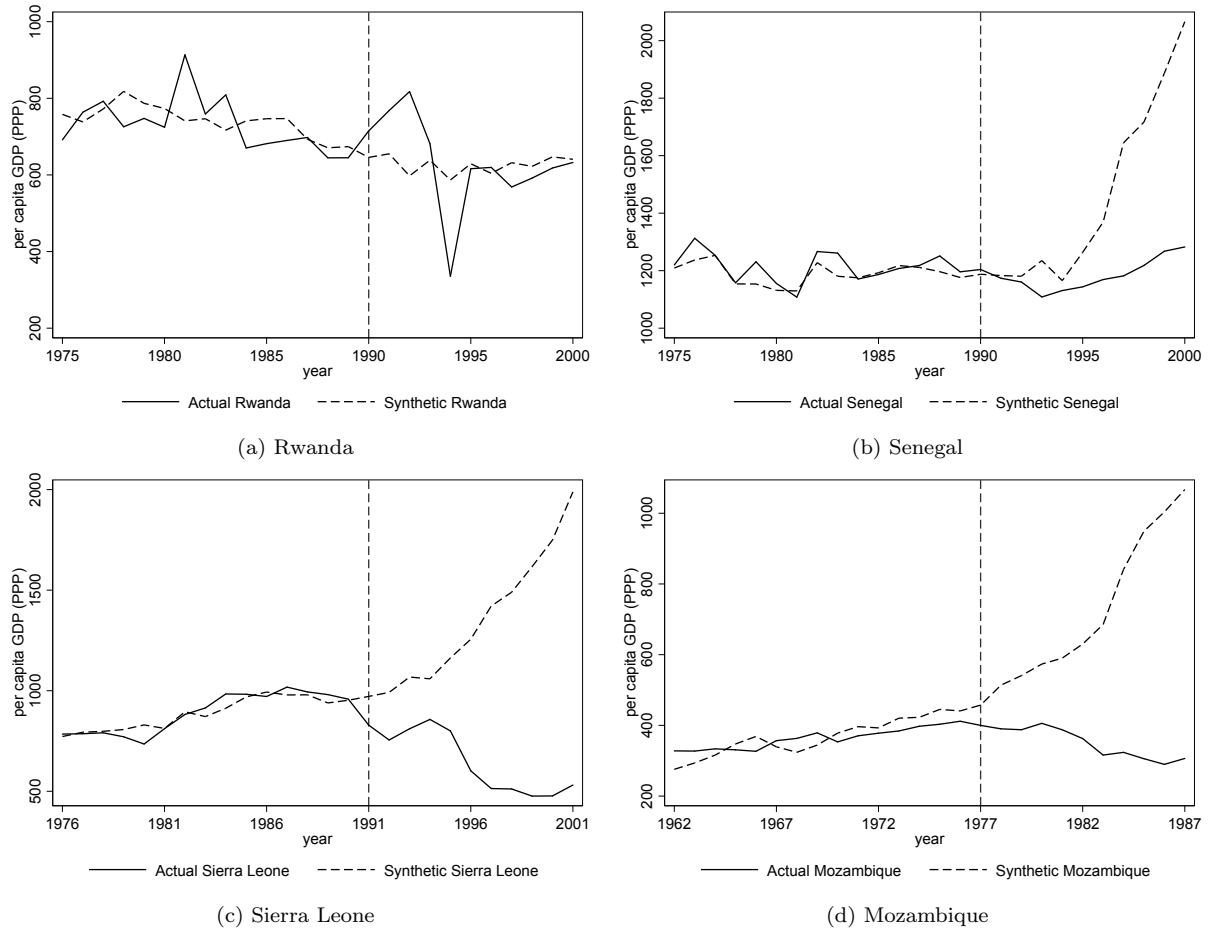 per capita GDP (PPP)
1000
800
600
400
200
1975 1980 1985 1990 1995 2000
year
Actual Rwanda Synthetic Rwanda
(a) Rwanda
per capita GDP (PPP)
2000
1800
1600
1400
1200
1000
1975 1980 1985 1990 1995 2000
year
Actual Senegal Synthetic Senegal
(b) Senegal
per capita GDP (PPP)
2000
1500
1000
500
1976 1981 1986 1991 1996 2001
year
Actual Sierra Leone Synthetic Sierra Leone
(c) Sierra Leone
per capita GDP (PPP)
1000
800
600
400
200
1962 1967 1972 1977 1982 1987
year
Actual Mozambique Synthetic Mozambique
(d) Mozambique